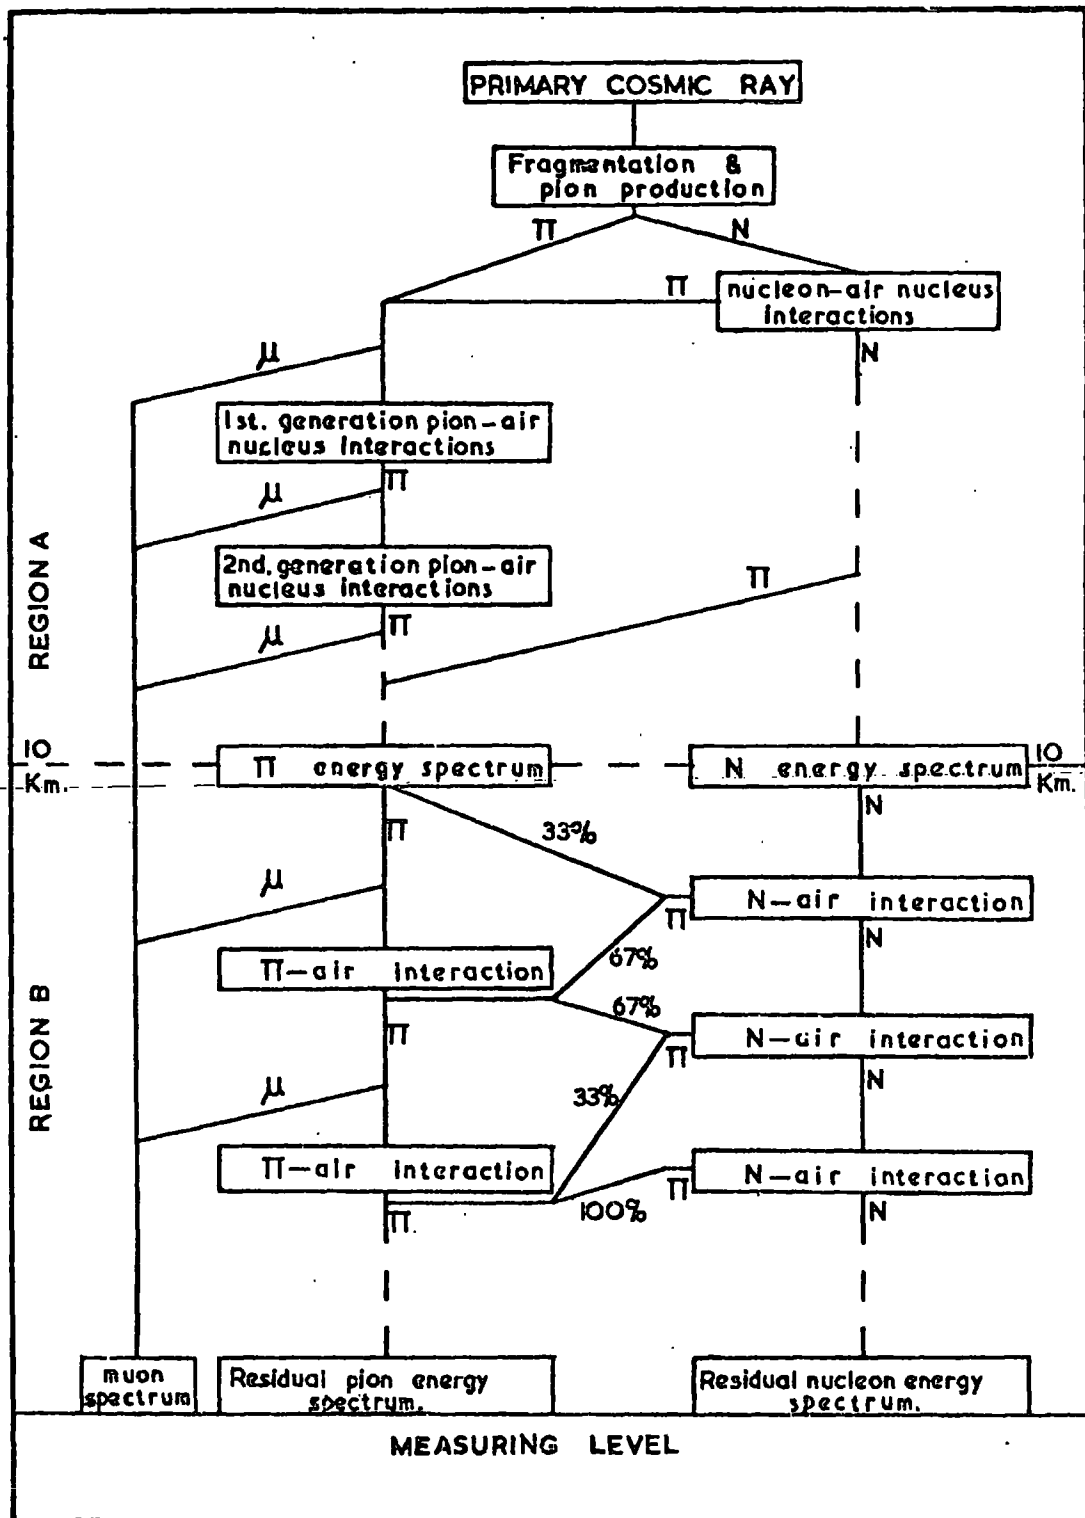 PRIMARY COSMIC RAY
Fragmentation &
pion production
π
N
π
nucleon-air nucleus
interactions
N
μ
1st. generation pion-air
nucleus interactions
π
μ
2nd. generation pion-air
nucleus interactions
π
π
μ
REGION A
10
Km.
π energy spectrum
N energy spectrum
10
Km.
π
33%
N
μ
N-air interaction
π
N
67%
π-air interaction
67%
π
N-air interaction
π
N
μ
33%
REGION B
π-air interaction
N-air interaction
π
π
100%
N
muon
spectrum
Residual pion energy
spectrum.
Residual nucleon energy
spectrum.
MEASURING LEVEL